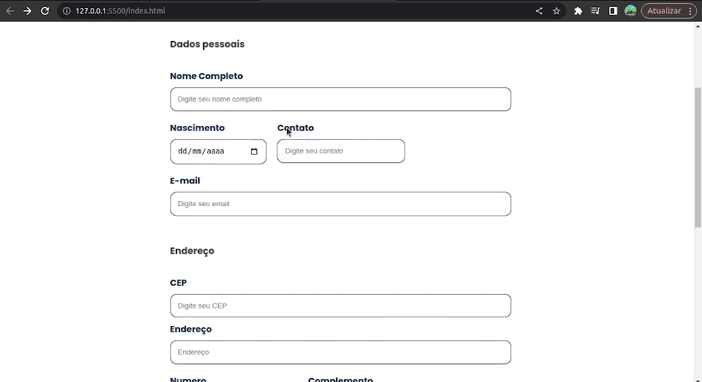 127.0.0.1:5500/index.html
Atualizar
Dados pessoais
Nome Completo
Digite seu nome completo
Nascimento Contato
dd/mm/aaaa Digite seu contato
E-mail
Digite seu email
Endereço
CEP
Digite seu CEP
Endereço
Endereço
Numero Complemento